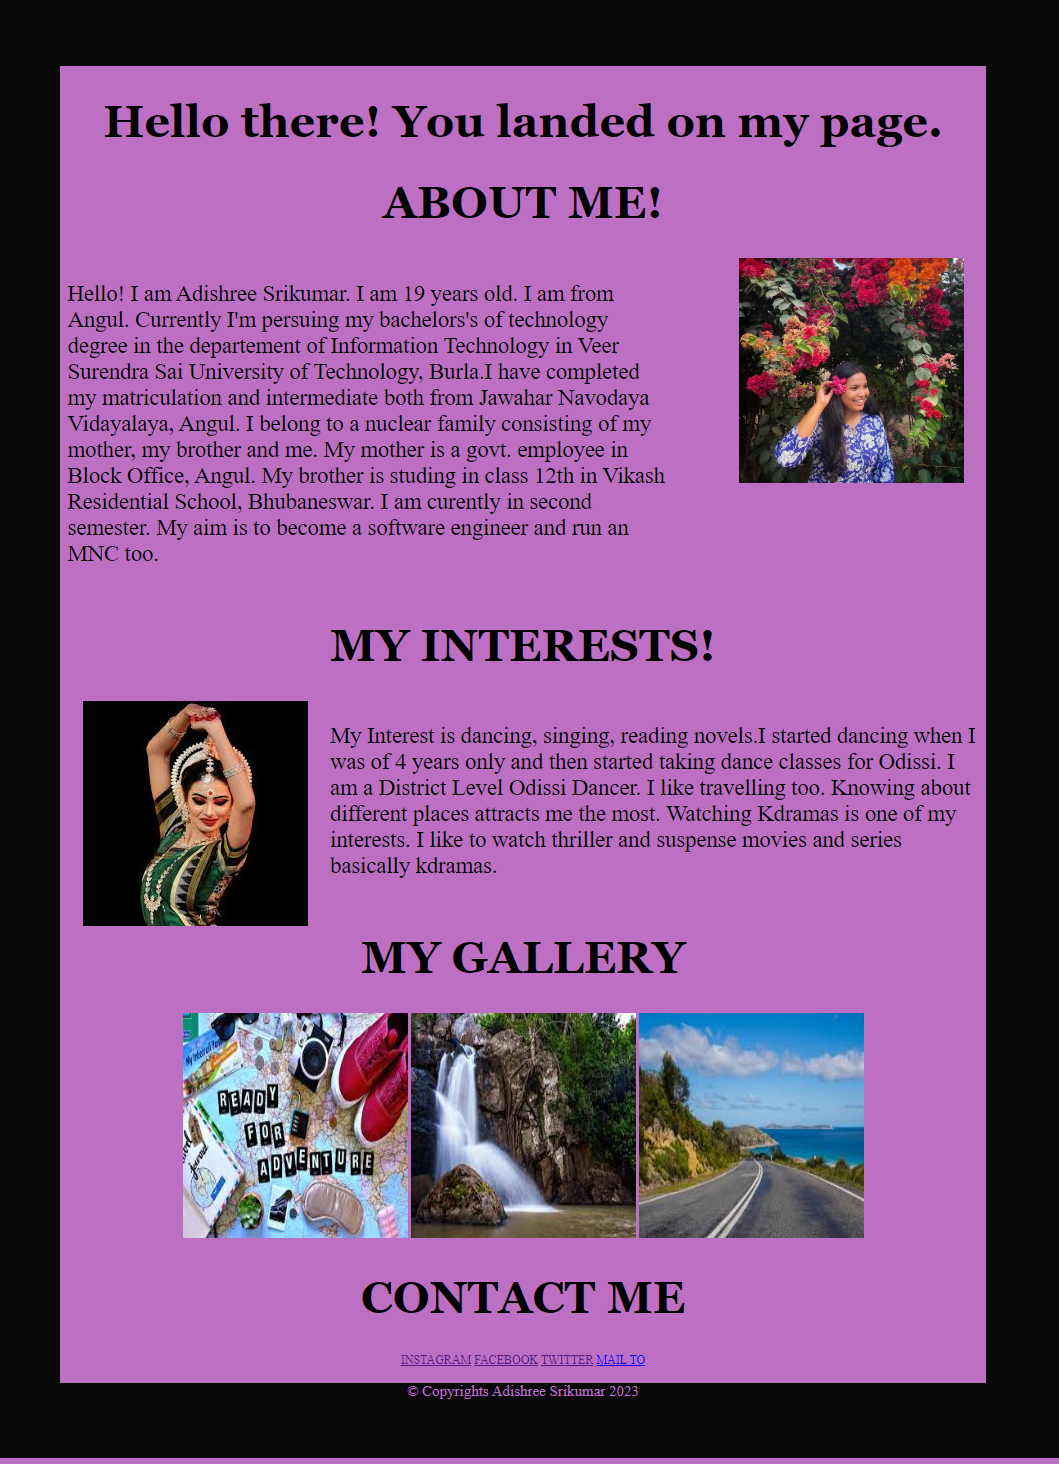 Hello there! You landed on my page.
ABOUT ME!
Hello! I am Adishree Srikumar. I am 19 years old. I am from
Angul. Currently I'm persuing my bachelors's of technology
degree in the departement of Information Technology in Veer
Surendra Sai University of Technology, Burla.I have completed
my matriculation and intermediate both from Jawahar Navodaya
Vidayalaya, Angul. I belong to a nuclear family consisting of my
mother, my brother and me. My mother is a govt. employee in
Block Office, Angul. My brother is studing in class 12th in Vikash
Residential School, Bhubaneswar. I am curently in second
semester. My aim is to become a software engineer and run an
MNC too.
MY INTERESTS!
My Interest is dancing, singing, reading novels.I started dancing when I
was of 4 years only and then started taking dance classes for Odissi. I
am a District Level Odissi Dancer. I like travelling too. Knowing about
different places attracts me the most. Watching Kdramas is one of my
interests. I like to watch thriller and suspense movies and series
basically kdramas.
MY GALLERY
READY
FOR
ADVENTURE
CONTACT ME
INSTAGRAM FACEBOOK TWITTER MAIL TO
© Copyrights Adishree Srikumar 2023